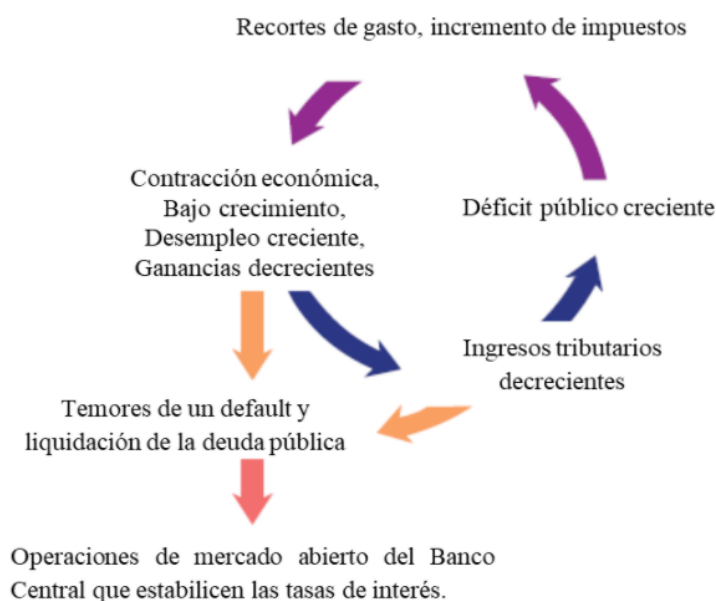 Recortes de gasto, incremento de impuestos
Contracción económica,
Bajo crecimiento,
Desempleo creciente,
Ganancias decrecientes
Déficit público creciente
Ingresos tributarios
decrecientes
Temores de un default y
liquidación de la deuda pública
Operaciones de mercado abierto del Banco
Central que estabilicen las tasas de interés.